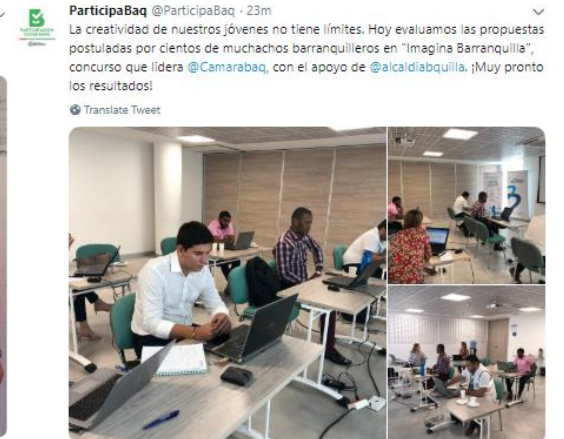 ParticipaBaq @ParticipaBaq · 23m
La creatividad de nuestros jóvenes no tiene límites. Hoy evaluamos las propuestas
postuladas por cientos de muchachos barranquilleros en "Imagina Barranquilla",
concurso que lidera @Camarabaq, con el apoyo de @alcaldiabquilla. ¡Muy pronto
los resultados!
Translate Tweet